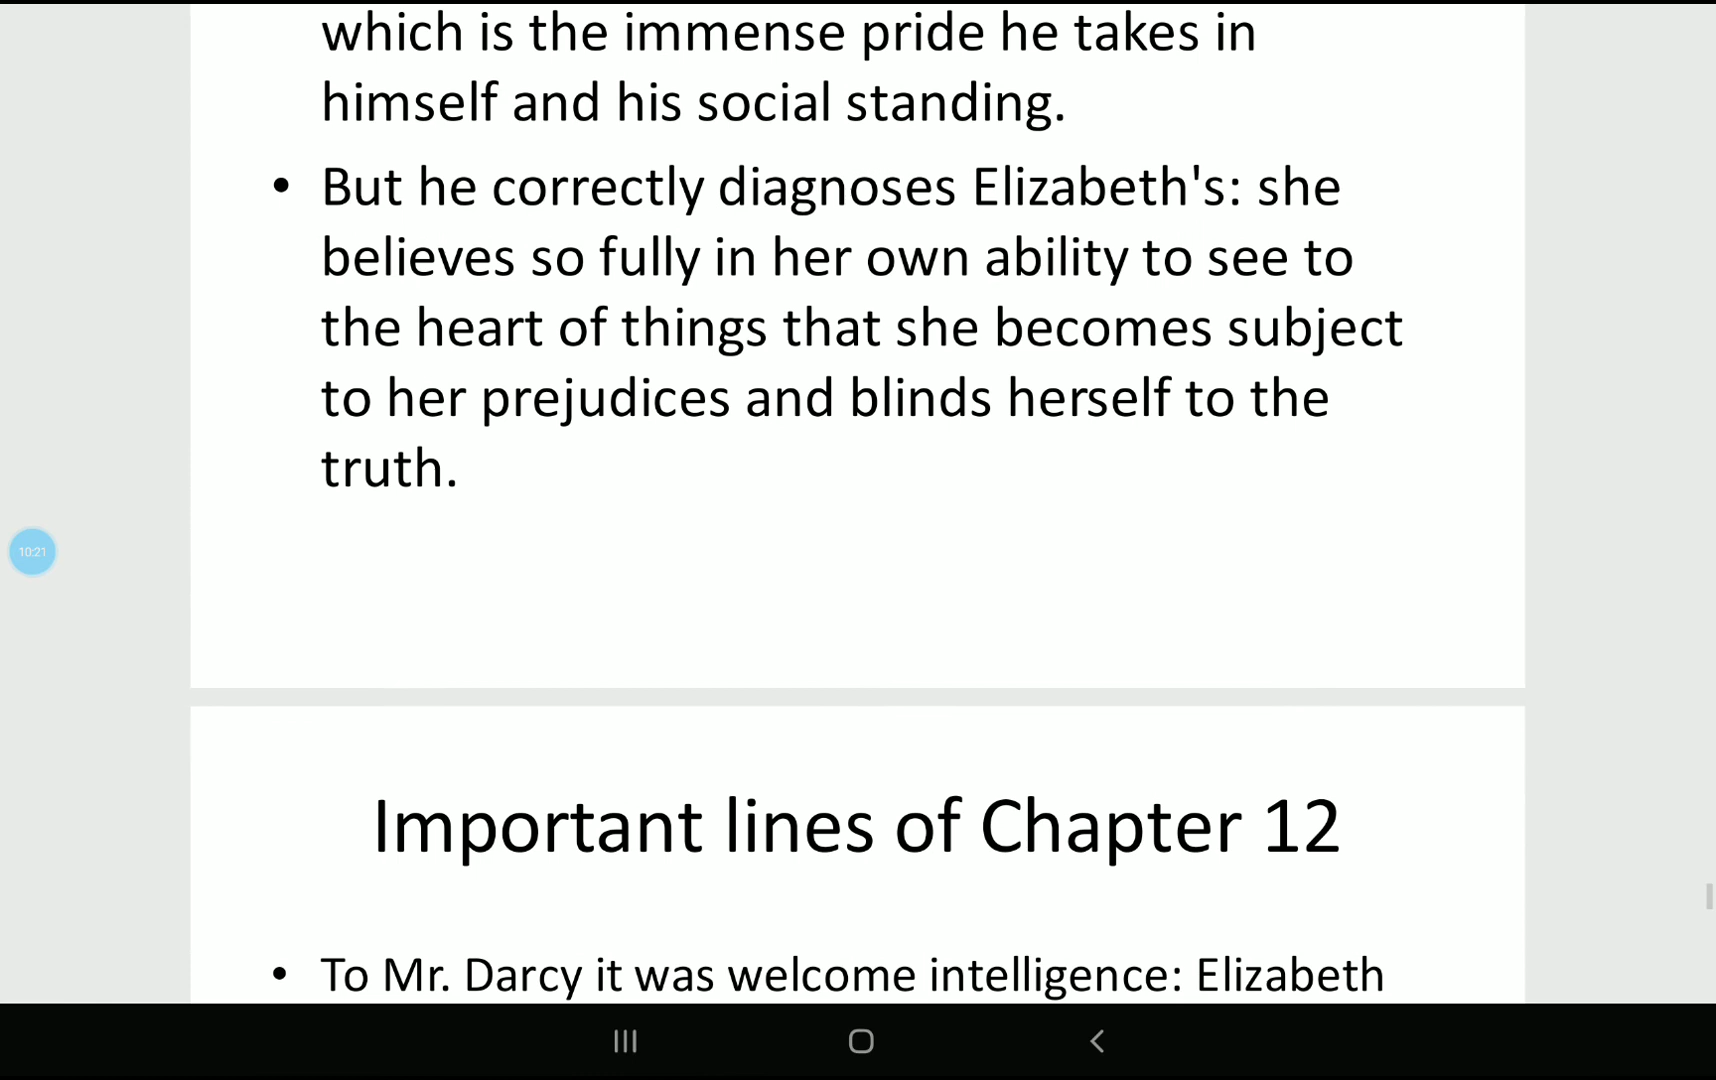 which is the immense pride he takes in
himself and his social standing.
• But he correctly diagnoses Elizabeth's: she
believes so fully in her own ability to see to
the heart of things that she becomes subject
to her prejudices and blinds herself to the
truth.
10:21
Important lines of Chapter 12
• To Mr. Darcy it was welcome intelligence: Elizabeth